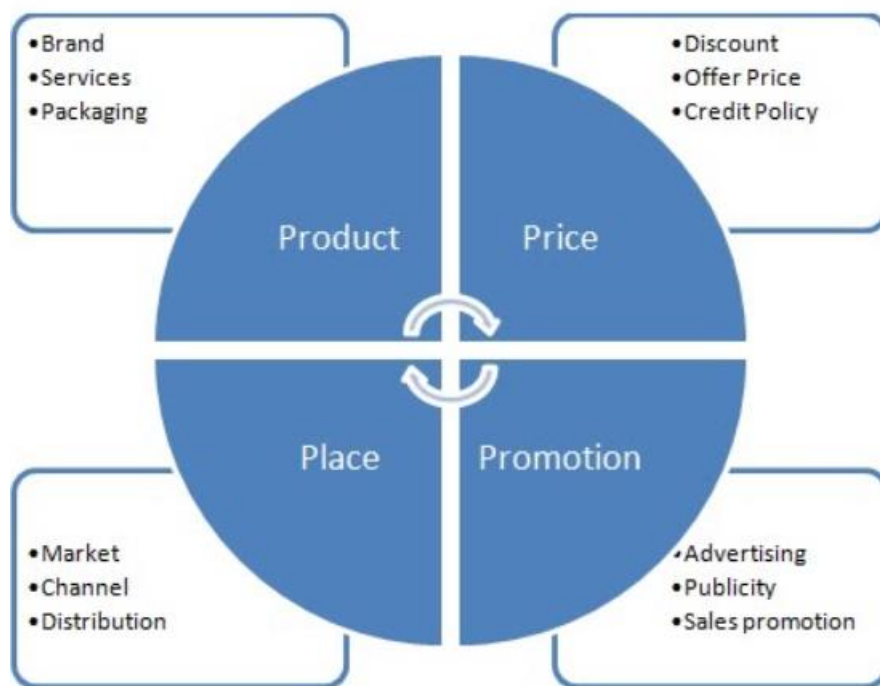 •Brand
•Services
•Packaging
•Discount
•Offer Price
•Credit Policy
Product
Price
Place
Promotion
•Market
•Channel
•Distribution
•Advertising
•Publicity
•Sales promotion